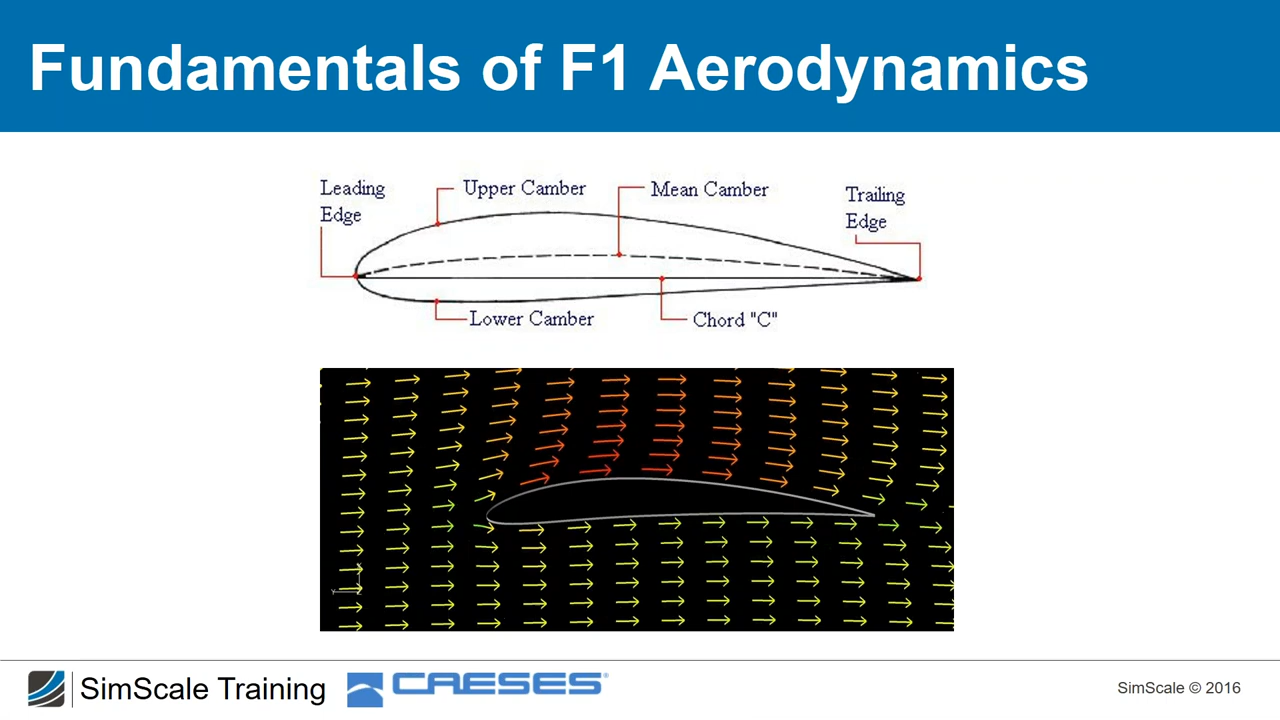 Fundamentals of F1 Aerodynamics
Leading
Edge
Upper Camber
Mean Camber
Trailing
Edge
Lower Camber
Chord "C"
SimScale Training
CAESES®
SimScale © 2016